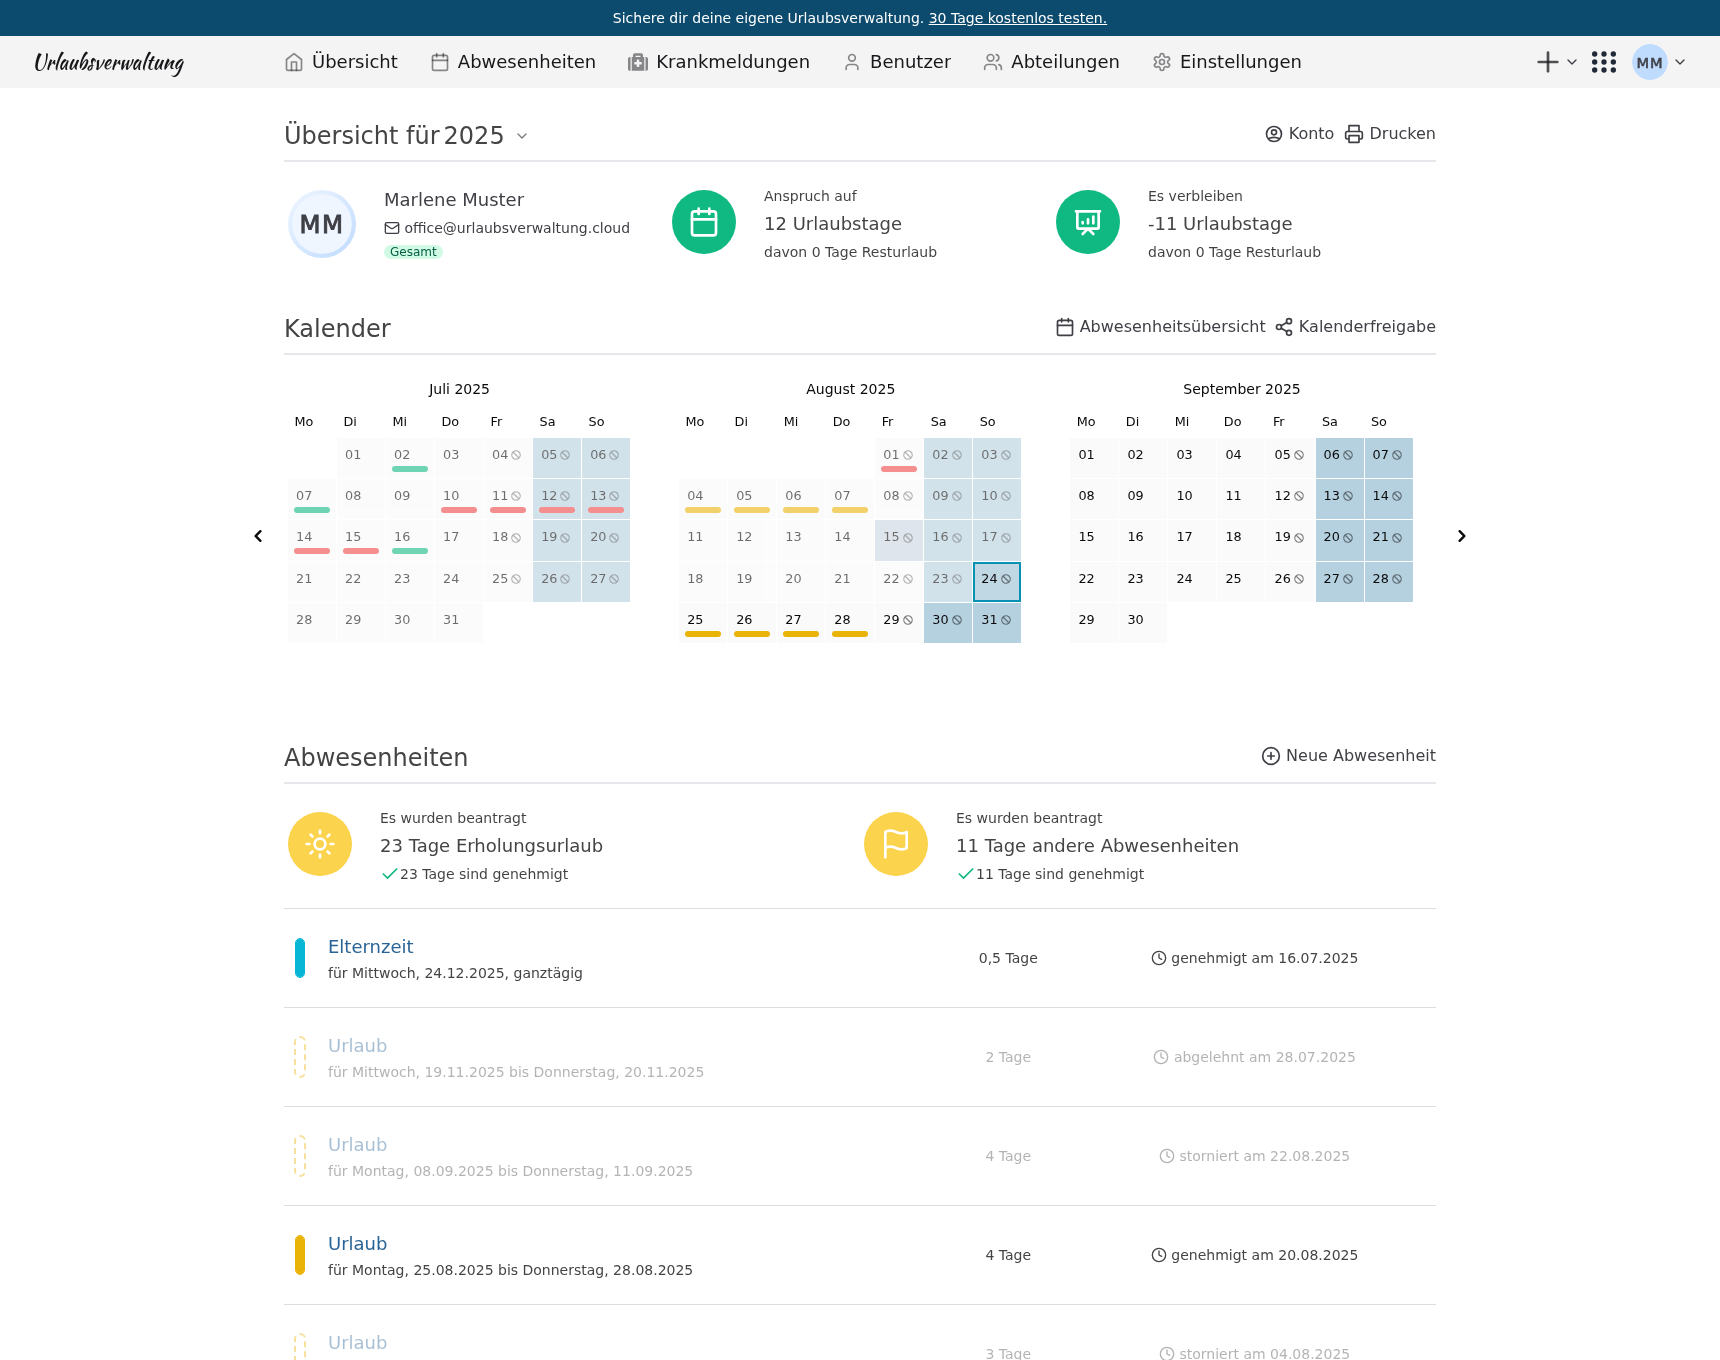 Sichere dir deine eigene Urlaubsverwaltung. 30 Tage kostenlos testen.
Urlaubsverwaltung Übersicht Abwesenheiten Krankmeldungen Benutzer Abteilungen Einstellungen MM
Übersicht für 2025 Konto Drucken
MM
Marlene Muster
office@urlaubsverwaltung.cloud
Gesamt
Anspruch auf
12 Urlaubstage
davon 0 Tage Resturlaub
Es verbleiben
-11 Urlaubstage
davon 0 Tage Resturlaub
Kalender Abwesenheitsübersicht Kalenderfreigabe
Juli 2025
Mo Di Mi Do Fr Sa So
01 02 03 04 05 06
07 08 09 10 11 12 13
14 15 16 17 18 19 20
21 22 23 24 25 26 27
28 29 30 31
August 2025
Mo Di Mi Do Fr Sa So
01 02 03
04 05 06 07 08 09 10
11 12 13 14 15 16 17
18 19 20 21 22 23 24
25 26 27 28 29 30 31
September 2025
Mo Di Mi Do Fr Sa So
01 02 03 04 05 06 07
08 09 10 11 12 13 14
15 16 17 18 19 20 21
22 23 24 25 26 27 28
29 30
Abwesenheiten Neue Abwesenheit
Es wurden beantragt
23 Tage Erholungsurlaub
23 Tage sind genehmigt
Es wurden beantragt
11 Tage andere Abwesenheiten
11 Tage sind genehmigt
Elternzeit
für Mittwoch, 24.12.2025, ganztägig
0,5 Tage
genehmigt am 16.07.2025
Urlaub
für Mittwoch, 19.11.2025 bis Donnerstag, 20.11.2025
2 Tage
abgelehnt am 28.07.2025
Urlaub
für Montag, 08.09.2025 bis Donnerstag, 11.09.2025
4 Tage
storniert am 22.08.2025
Urlaub
für Montag, 25.08.2025 bis Donnerstag, 28.08.2025
4 Tage
genehmigt am 20.08.2025
Urlaub
3 Tage
storniert am 04.08.2025